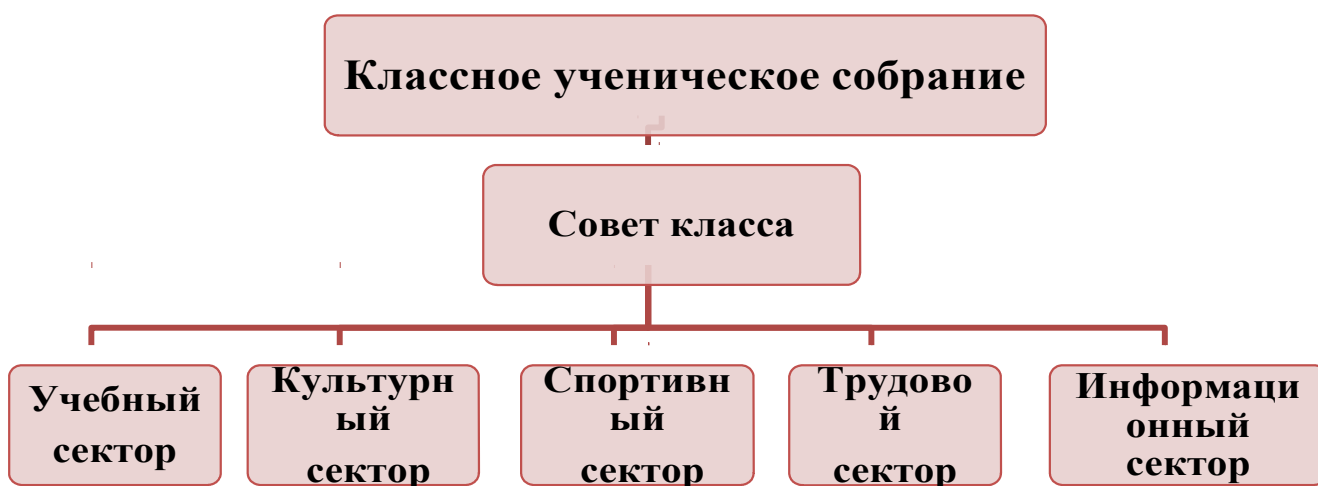 Классное ученическое собрание
Совет класса
Учебный
сектор
Культурн
ый
сектор
Спортивн
ый
сектор
Трудово
й
сектор
Информаци
онный
сектор